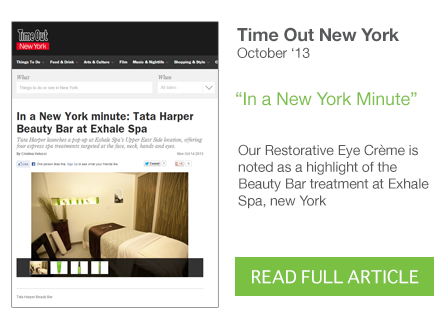 Time Out
New York
Things To Do
Food & Drink
Arts & Culture
Film
Music & Nightlife
Shopping & Style
What
When
Things to do or see in New York
All dates
In a New York minute: Tata Harper
Beauty Bar at Exhale Spa
Tata Harper launches a pop-up at Exhale Spa's Upper East Side location, offering
four express spa treatments targeted at the face, neck, hands and eyes.
Tata Harper Beauty Bar
Time Out New York
October ‘13
“In a New York Minute”
Our Restorative Eye Crème is
noted as a highlight of the
Beauty Bar treatment at Exhale
Spa, new York
READ FULL ARTICLE